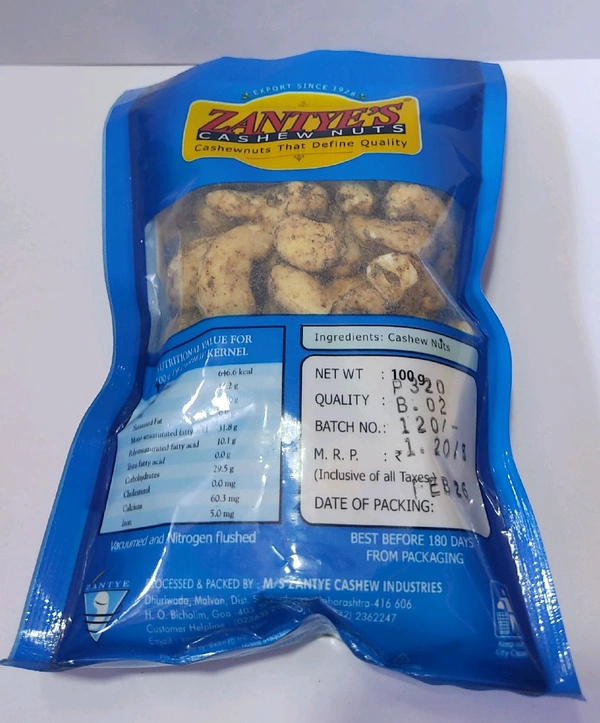 EXPORT SINCE 1928
ZANTYE'S
CASHEW NUTS
Cashewnuts That Define Quality
NUTRITIONAL VALUE FOR
KERNEL
646.6 kcal
Saturated Fat
Mono unsaturated fatty 31.8 g
Polyunsaturated fatty acid 10.1 g
Trans fatty acid 0.0 g
Carbohydrates 29.5 g
Cholesterol 0.0 mg
Calcium 60.3 mg
Iron 5.0 mg
Vacuumed and Nitrogen flushed
Ingredients: Cashew Nuts
NET WT : 100 g
P 320
QUALITY : B. 02
BATCH NO.: 120/-
M. R. P. : ₹ 1. 20/
(Inclusive of all Taxes)
FEB 26
DATE OF PACKING:
BEST BEFORE 180 DAYS
FROM PACKAGING
ZANTYE
PROCESSED & PACKED BY : M/S ZANTYE CASHEW INDUSTRIES
Dhuriwada, Malvan, Dist. Maharashtra-416 606
H. O. Bicholim, Goa 2362247
Customer Helpline